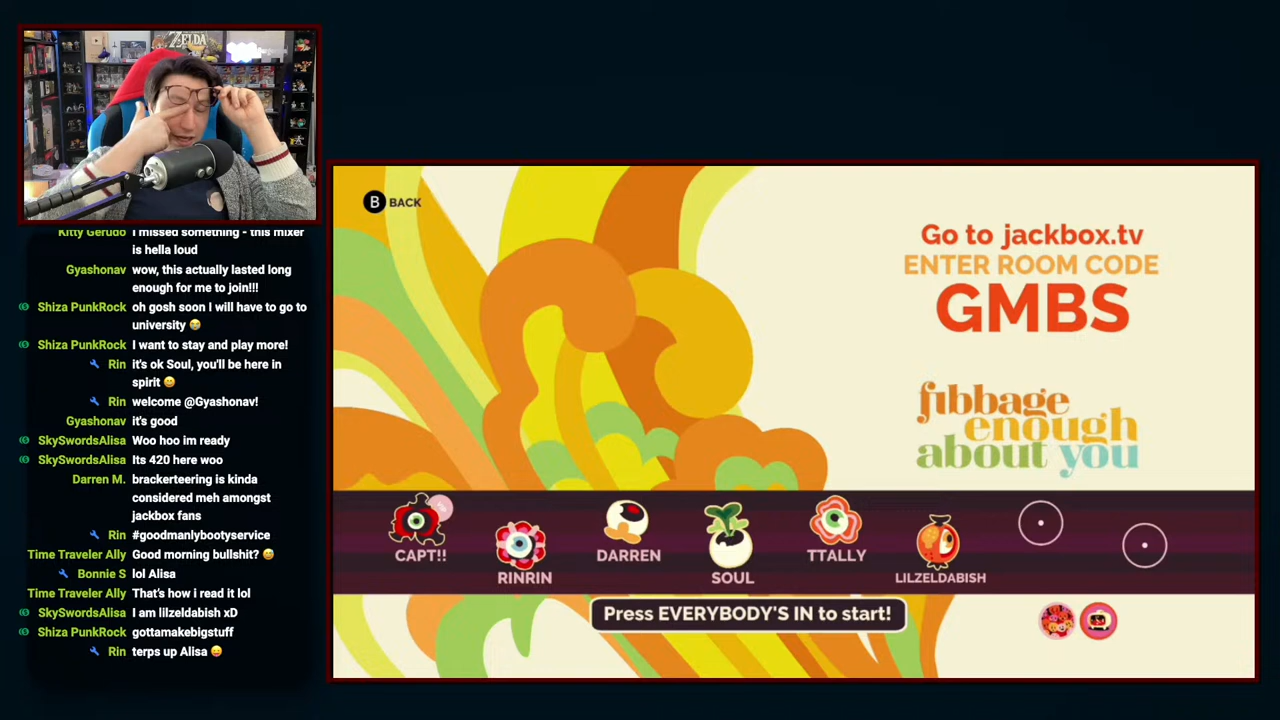 ZELDA
Kitty Gerudo I missed something - this mixer
is hella loud
Gyashonav wow, this actually lasted long
enough for me to join!!!
Shiza PunkRock oh gosh soon I will have to go to
university
Shiza PunkRock I want to stay and play more!
Rin it's ok Soul, you'll be here in
spirit
Rin welcome @Gyashonav!
Gyashonav it's good
SkySwordsAlisa Woo hoo im ready
SkySwordsAlisa Its 420 here woo
Darren M. brackerteering is kinda
considered meh amongst
jackbox fans
Rin #goodmanlybootyservice
Time Traveler Ally Good morning bullshit?
Bonnie S lol Alisa
Time Traveler Ally That's how i read it lol
SkySwordsAlisa I am lilzeldabish xD
Shiza PunkRock gottamakebigstuff
Rin terps up Alisa
B BACK
Go to jackbox.tv
ENTER ROOM CODE
GMBS
fibbage
enough
about you
CAPT!!
RINRIN
DARREN
SOUL
TTALLY
LILZELDABISH
Press EVERYBODY'S IN to start!